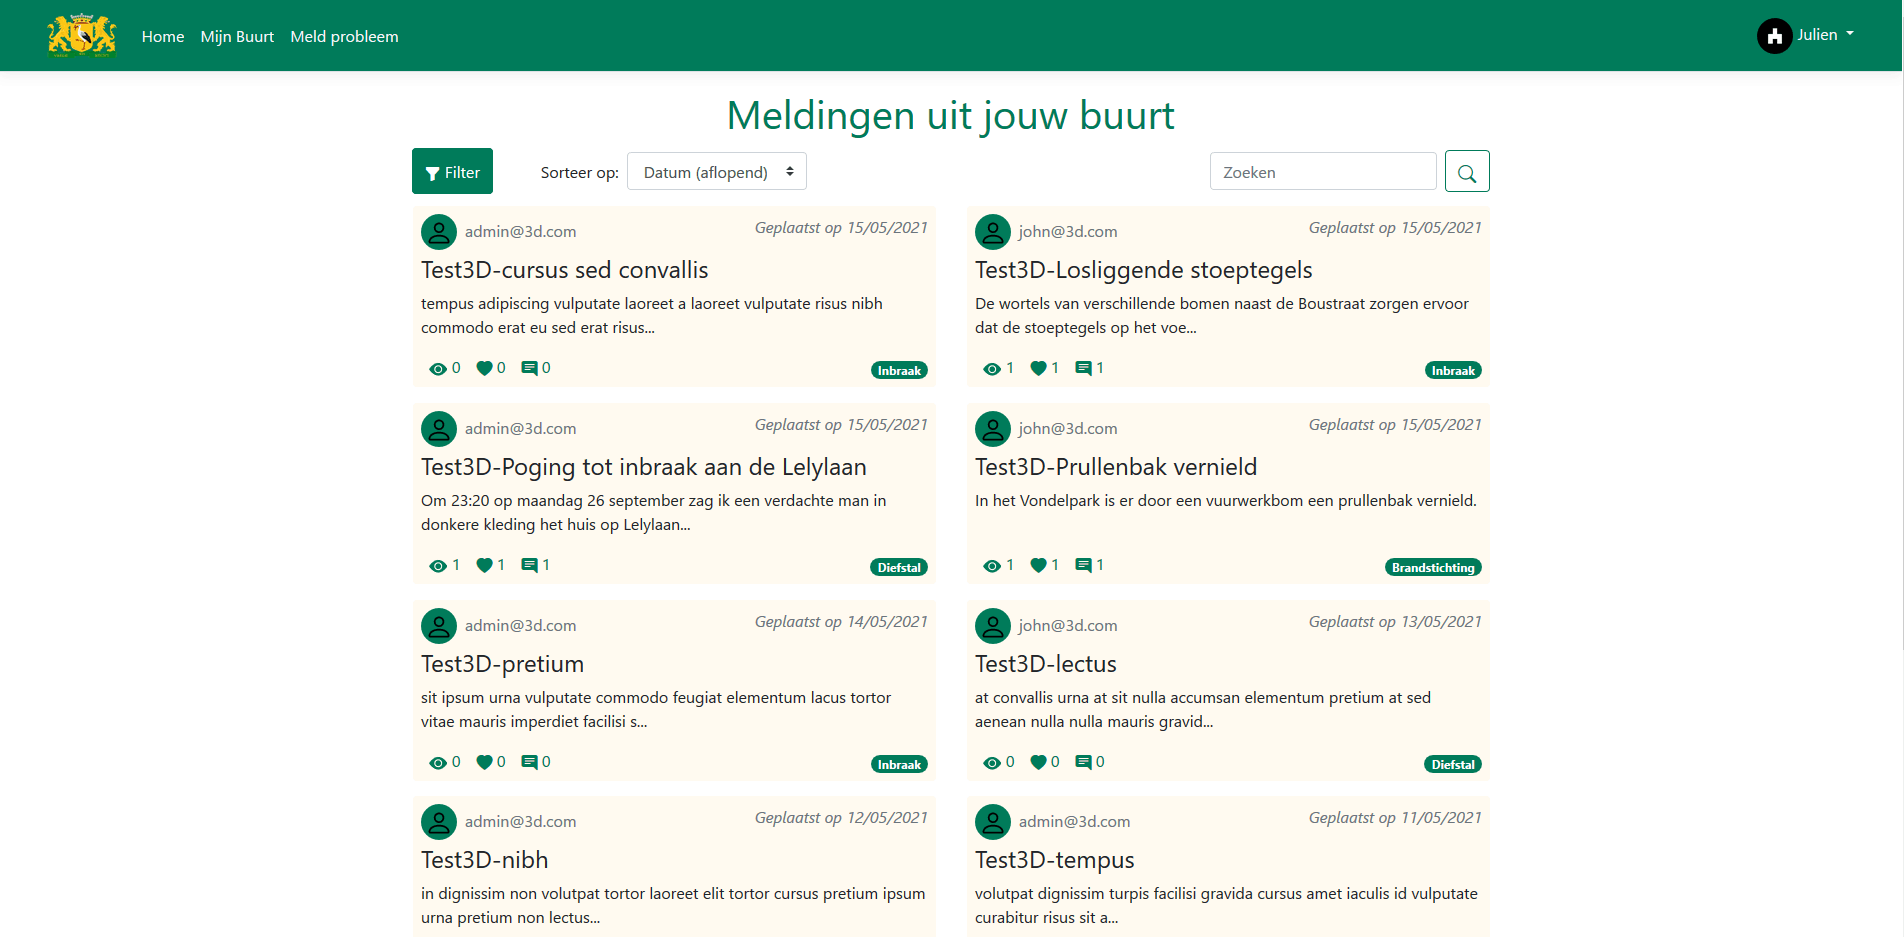 Home Mijn Buurt Meld probleem Julien
Meldingen uit jouw buurt
Filter Sorteer op: Datum (aflopend) Zoeken
admin@3d.com Geplaatst op 15/05/2021
Test3D-cursus sed convallis
tempus adipiscing vulputate laoreet a laoreet vulputate risus nibh
commodo erat eu sed erat risus...
0 0 0 Inbraak
john@3d.com Geplaatst op 15/05/2021
Test3D-Losliggende stoeptegels
De wortels van verschillende bomen naast de Boustraat zorgen ervoor
dat de stoeptegels op het voe...
1 1 1 Inbraak
admin@3d.com Geplaatst op 15/05/2021
Test3D-Poging tot inbraak aan de Lelylaan
Om 23:20 op maandag 26 september zag ik een verdachte man in
donkere kleding het huis op Lelylaan...
1 1 1 Diefstal
john@3d.com Geplaatst op 15/05/2021
Test3D-Prullenbak vernield
In het Vondelpark is er door een vuurwerkbom een prullenbak vernield.
1 1 1 Brandstichting
admin@3d.com Geplaatst op 14/05/2021
Test3D-pretium
sit ipsum urna vulputate commodo feugiat elementum lacus tortor
vitae mauris imperdiet facilisi s...
0 0 0 Inbraak
john@3d.com Geplaatst op 13/05/2021
Test3D-lectus
at convallis urna at sit nulla accumsan elementum pretium at sed
aenean nulla nulla mauris gravid...
0 0 0 Diefstal
admin@3d.com Geplaatst op 12/05/2021
Test3D-nibh
in dignissim non volutpat tortor laoreet elit tortor cursus pretium ipsum
urna pretium non lectus...
admin@3d.com Geplaatst op 11/05/2021
Test3D-tempus
volutpat dignissim turpis facilisi gravida cursus amet iaculis id vulputate
curabitur risus sit a...